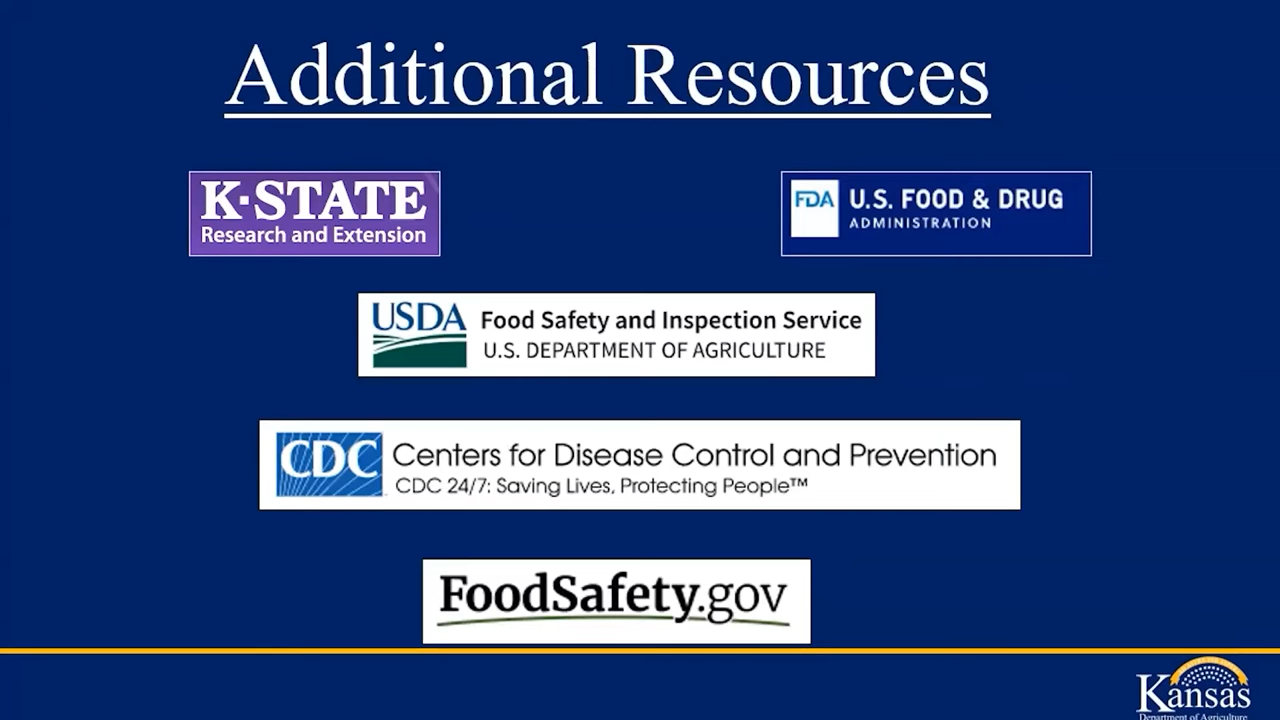 Additional Resources
K-STATE
Research and Extension
FDA
U.S. FOOD & DRUG
ADMINISTRATION
USDA
Food Safety and Inspection Service
U.S. DEPARTMENT OF AGRICULTURE
CDC
Centers for Disease Control and Prevention
CDC 24/7: Saving Lives, Protecting People™
FoodSafety.gov
Kansas
Department of Agriculture